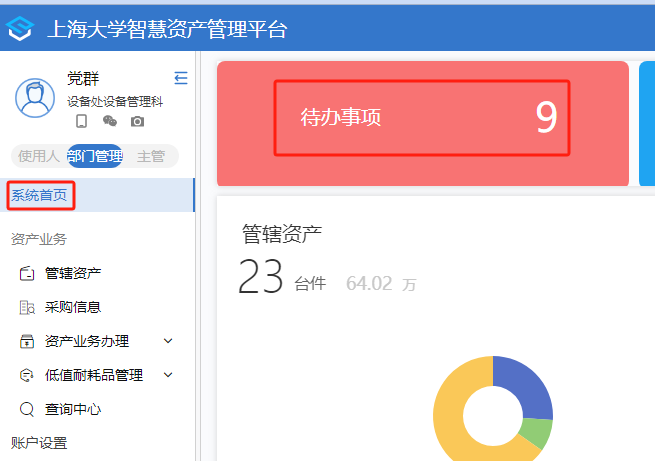 上海大学智慧资产管理平台
党群
设备处设备管理科
使用人 部门管理 主管
系统首页
资产业务
管辖资产
采购信息
资产业务办理
低值耐耗品管理
查询中心
账户设置
待办事项 9
管辖资产
23 台件 64.02 万